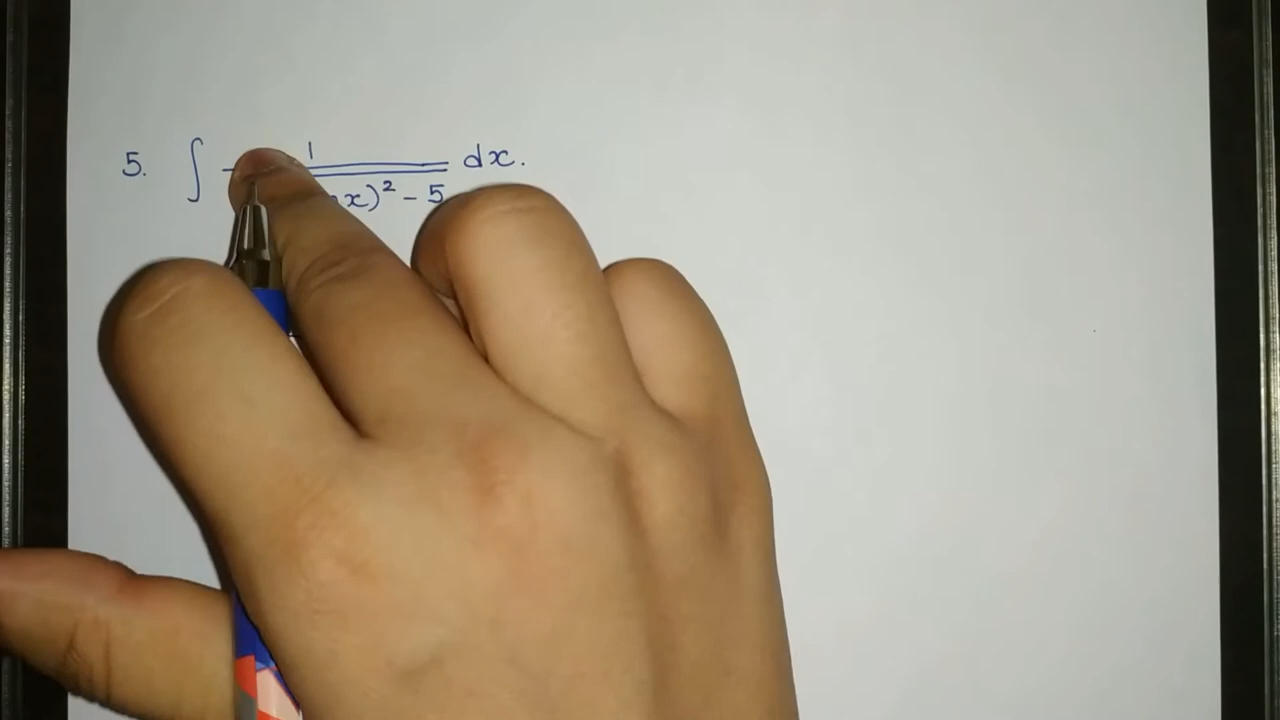 5. ∫ 1 dx.
x)² - 5